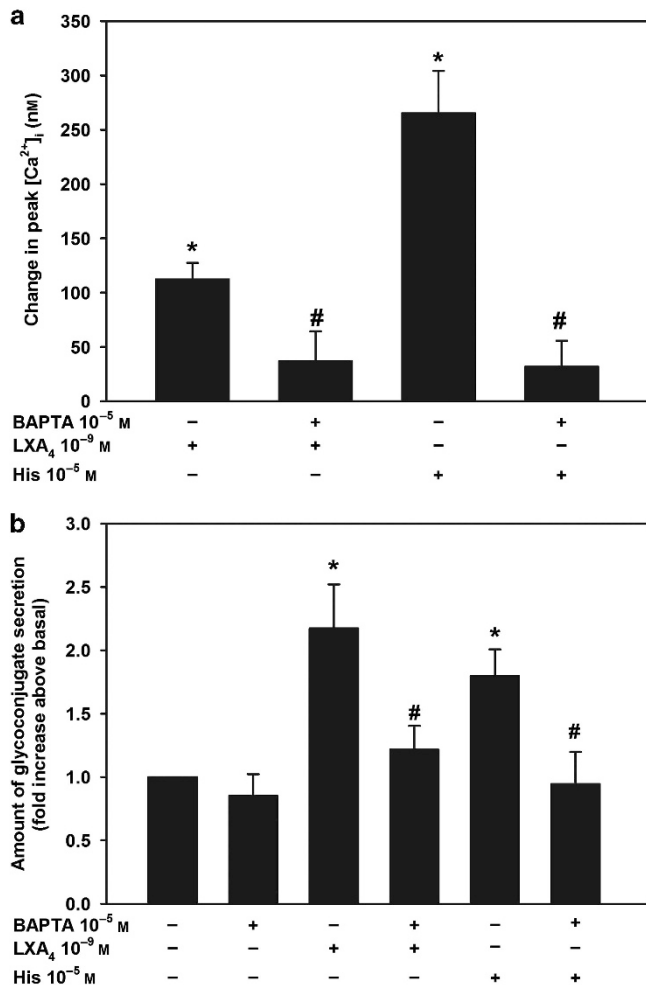 a
Change in peak [Ca²⁺]ᵢ (nM)
350
300
250
200
150
100
50
0
*
#
*
#
BAPTA 10⁻⁵ M – + – +
LXA₄ 10⁻⁹ M + + – –
His 10⁻⁵ M – – + +
b
Amount of glycoconjugate secretion
(fold increase above basal)
3.0
2.5
2.0
1.5
1.0
0.5
0.0
*
#
*
#
BAPTA 10⁻⁵ M – + – + – +
LXA₄ 10⁻⁹ M – – + + – –
His 10⁻⁵ M – – – – + +